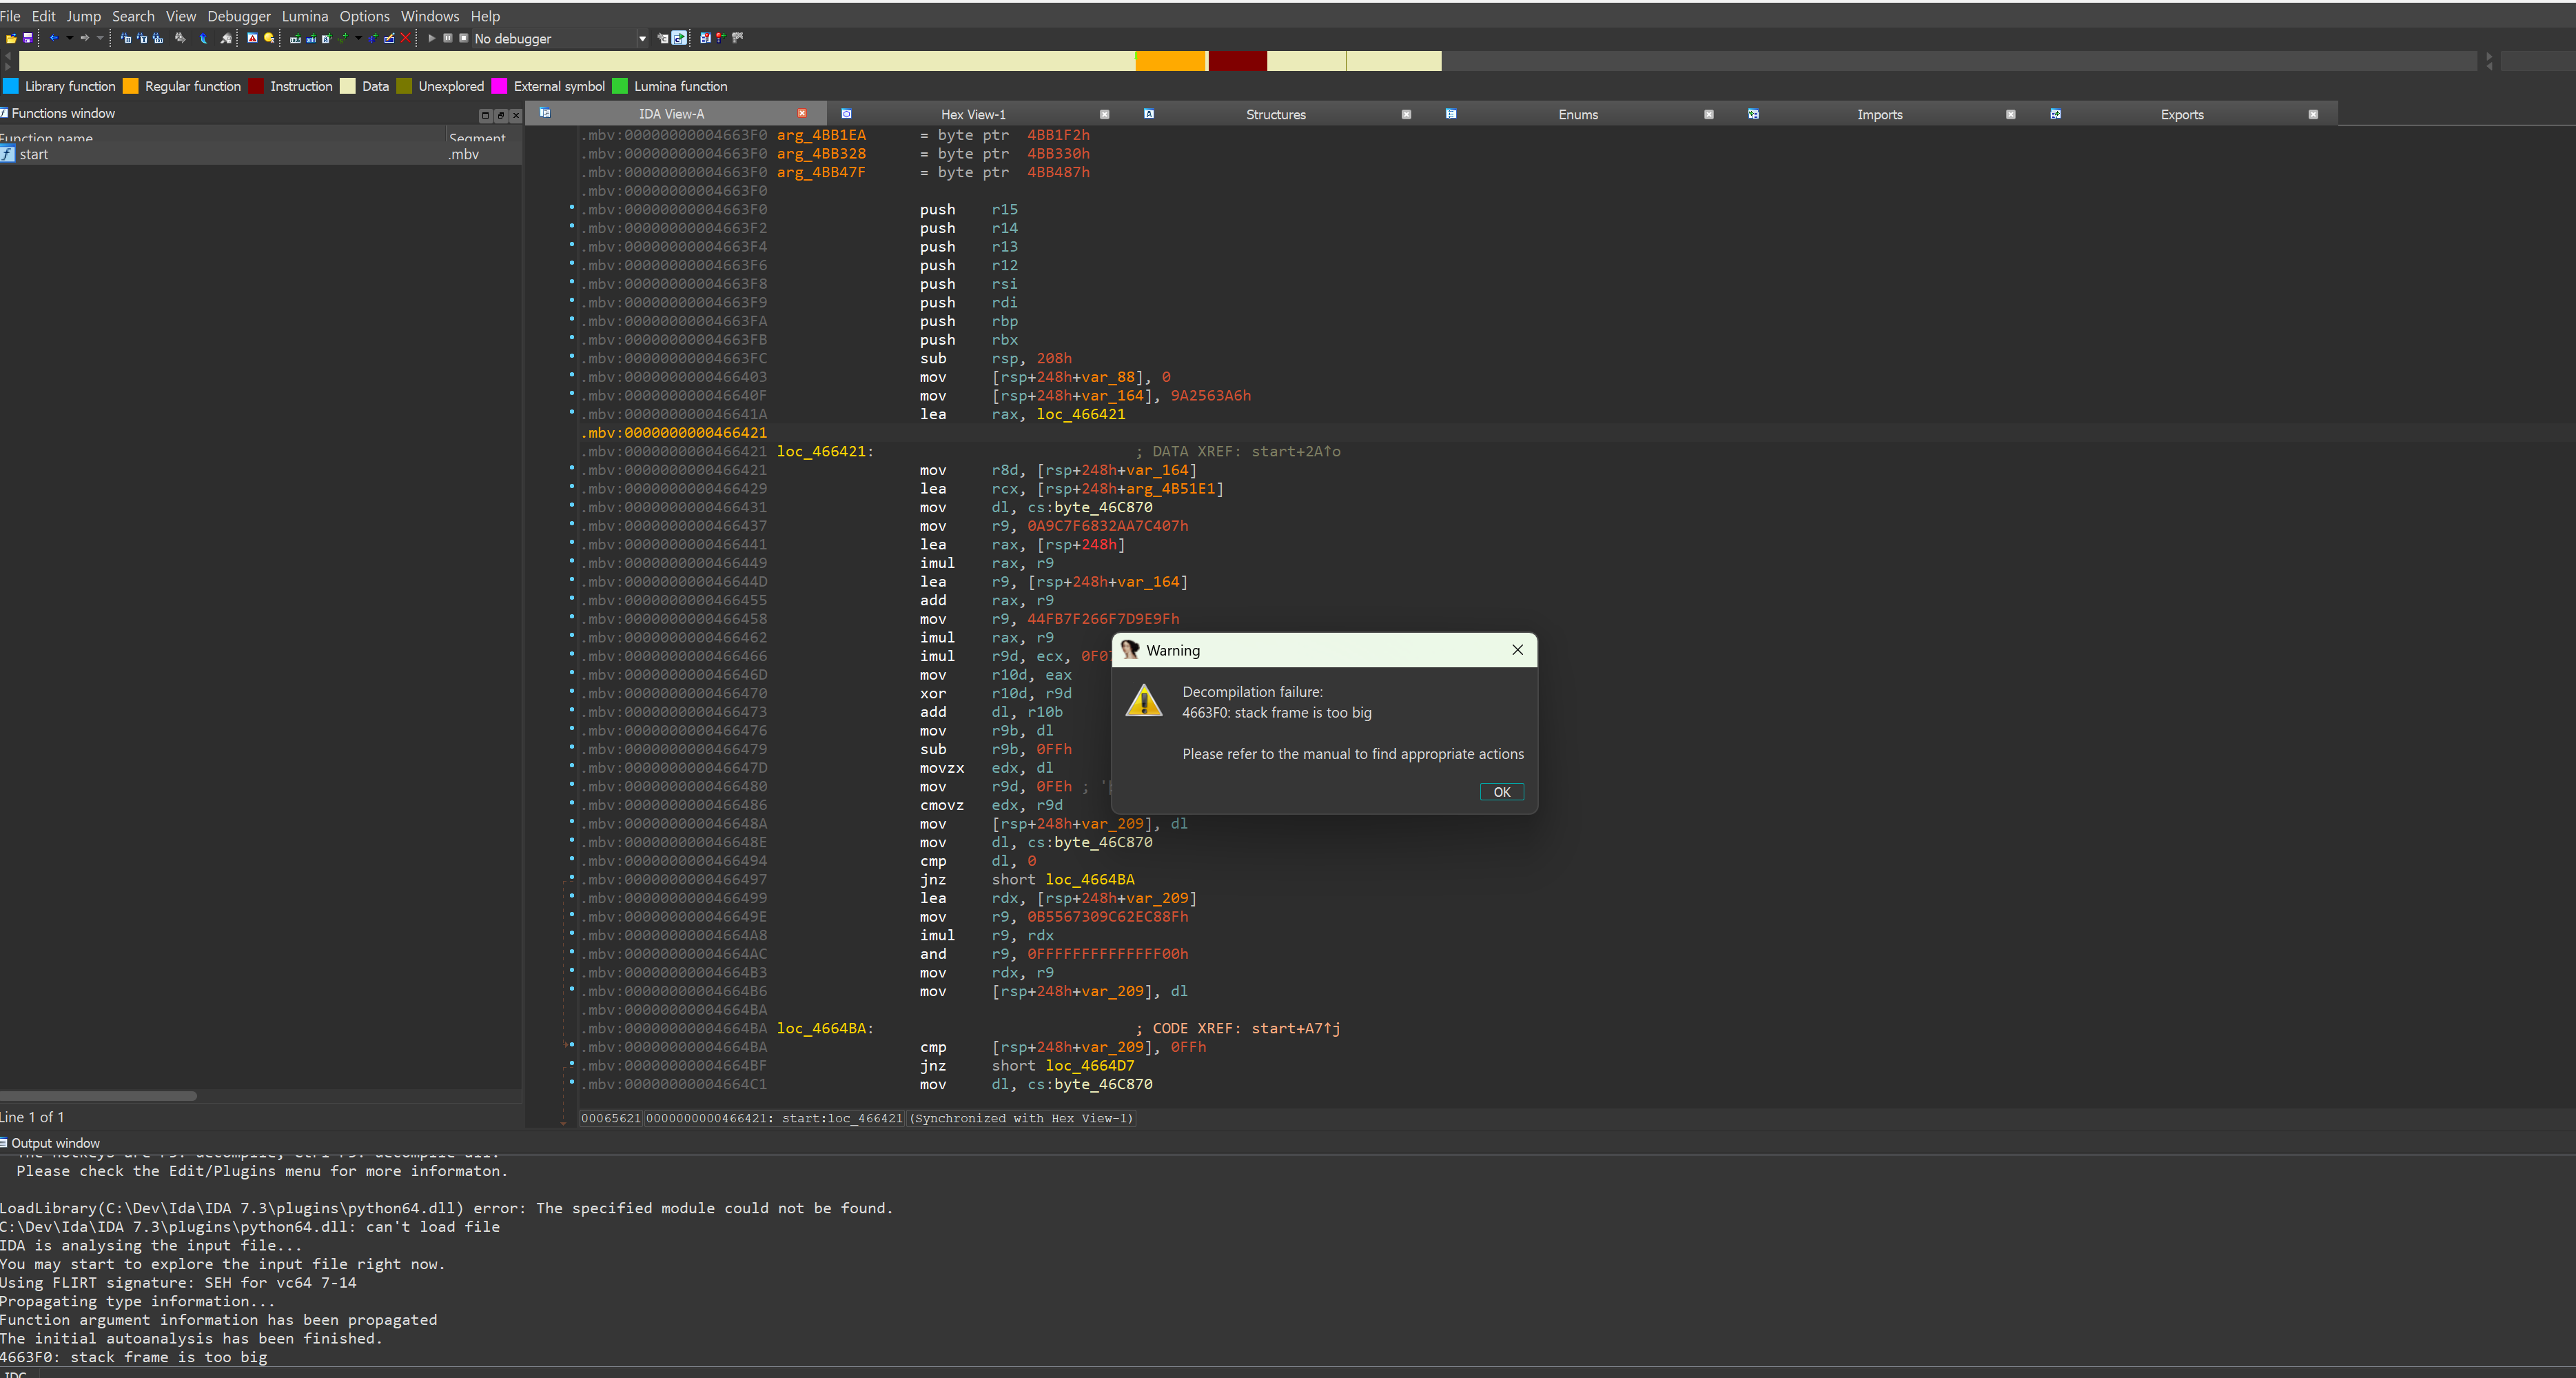 File Edit Jump Search View Debugger Lumina Options Windows Help
No debugger
Library function Regular function Instruction Data Unexplored External symbol Lumina function
Functions window
IDA View-A Hex View-1 Structures Enums Imports Exports
Function name Segment
start .mbv
.mbv:00000000004663F0 arg_4BB1EA = byte ptr 4BB1F2h
.mbv:00000000004663F0 arg_4BB328 = byte ptr 4BB330h
.mbv:00000000004663F0 arg_4BB47F = byte ptr 4BB487h
.mbv:00000000004663F0
.mbv:00000000004663F0 push r15
.mbv:00000000004663F2 push r14
.mbv:00000000004663F4 push r13
.mbv:00000000004663F6 push r12
.mbv:00000000004663F8 push rsi
.mbv:00000000004663F9 push rdi
.mbv:00000000004663FA push rbp
.mbv:00000000004663FB push rbx
.mbv:00000000004663FC sub rsp, 208h
.mbv:0000000000466403 mov [rsp+248h+var_88], 0
.mbv:000000000046640F mov [rsp+248h+var_164], 9A2563A6h
.mbv:000000000046641A lea rax, loc_466421
.mbv:0000000000466421
.mbv:0000000000466421 loc_466421: ; DATA XREF: start+2A↑o
.mbv:0000000000466421 mov r8d, [rsp+248h+var_164]
.mbv:0000000000466429 lea rcx, [rsp+248h+arg_4B51E1]
.mbv:0000000000466431 mov dl, cs:byte_46C870
.mbv:0000000000466437 mov r9, 0A9C7F6832AA7C407h
.mbv:0000000000466441 lea rax, [rsp+248h]
.mbv:0000000000466449 imul rax, r9
.mbv:000000000046644D lea r9, [rsp+248h+var_164]
.mbv:0000000000466455 add rax, r9
.mbv:0000000000466458 mov r9, 44FB7F266F7D9E9Fh
.mbv:0000000000466462 imul rax, r9
.mbv:0000000000466466 imul r9d, ecx,
.mbv:000000000046646D mov r10d, eax
.mbv:0000000000466470 xor r10d, r9d
.mbv:0000000000466473 add dl, r10b
.mbv:0000000000466476 mov r9b, dl
.mbv:0000000000466479 sub r9b, 0FFh
.mbv:000000000046647D movzx edx, dl
.mbv:0000000000466480 mov r9d, 0FEh ;
.mbv:0000000000466486 cmovz edx, r9d
.mbv:000000000046648A mov [rsp+248h+var_209], dl
.mbv:000000000046648E mov dl, cs:byte_46C870
.mbv:0000000000466494 cmp dl, 0
.mbv:0000000000466497 jnz short loc_4664BA
.mbv:0000000000466499 lea rdx, [rsp+248h+var_209]
.mbv:000000000046649E mov r9, 0B5567309C62EC88Fh
.mbv:00000000004664A8 imul r9, rdx
.mbv:00000000004664AC and r9, 0FFFFFFFFFFFFFF00h
.mbv:00000000004664B3 mov rdx, r9
.mbv:00000000004664B6 mov [rsp+248h+var_209], dl
.mbv:00000000004664BA
.mbv:00000000004664BA loc_4664BA: ; CODE XREF: start+A7↑j
.mbv:00000000004664BA cmp [rsp+248h+var_209], 0FFh
.mbv:00000000004664BF jnz short loc_4664D7
.mbv:00000000004664C1 mov dl, cs:byte_46C870
00065621 0000000000466421: start:loc_466421 (Synchronized with Hex View-1)
Warning
Decompilation failure:
4663F0: stack frame is too big
Please refer to the manual to find appropriate actions
OK
Line 1 of 1
Output window
Please check the Edit/Plugins menu for more informaton.
LoadLibrary(C:\Dev\Ida\IDA 7.3\plugins\python64.dll) error: The specified module could not be found.
C:\Dev\Ida\IDA 7.3\plugins\python64.dll: can't load file
IDA is analysing the input file...
You may start to explore the input file right now.
Using FLIRT signature: SEH for vc64 7-14
Propagating type information...
Function argument information has been propagated
The initial autoanalysis has been finished.
4663F0: stack frame is too big
IDC